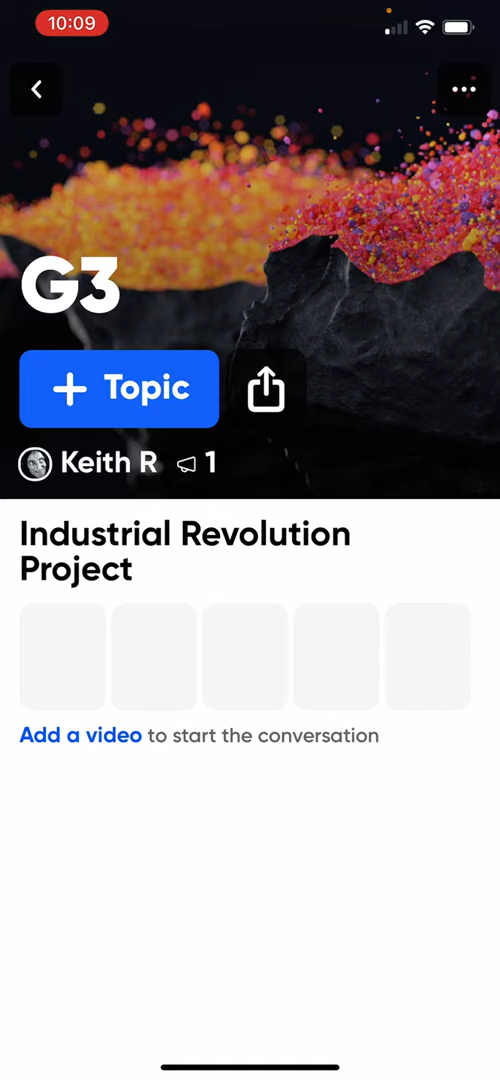 10:09
G3
Topic
Keith R 1
Industrial Revolution
Project
Add a video to start the conversation